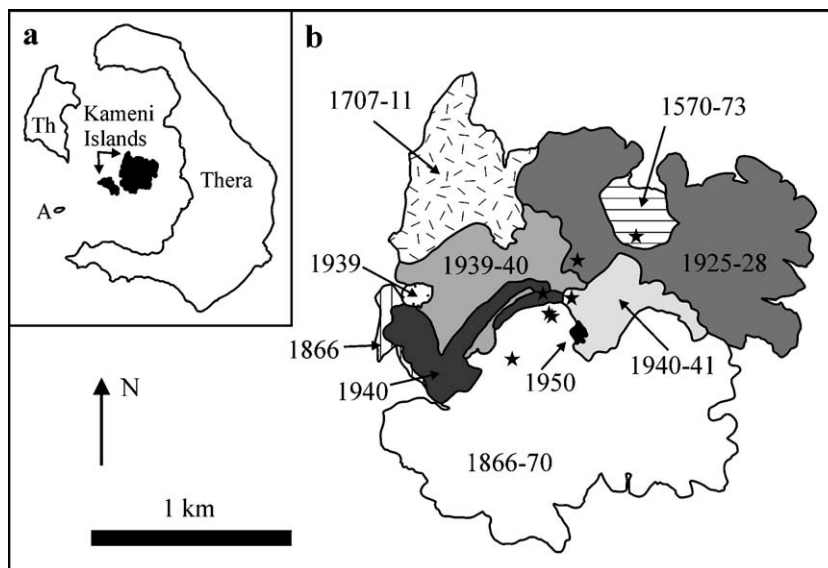 a
Th
Kameni
Islands
Thera
A
N
1 km
b
1707-11
1570-73
1939
1939-40
1925-28
1866
1940
1950
1940-41
1866-70